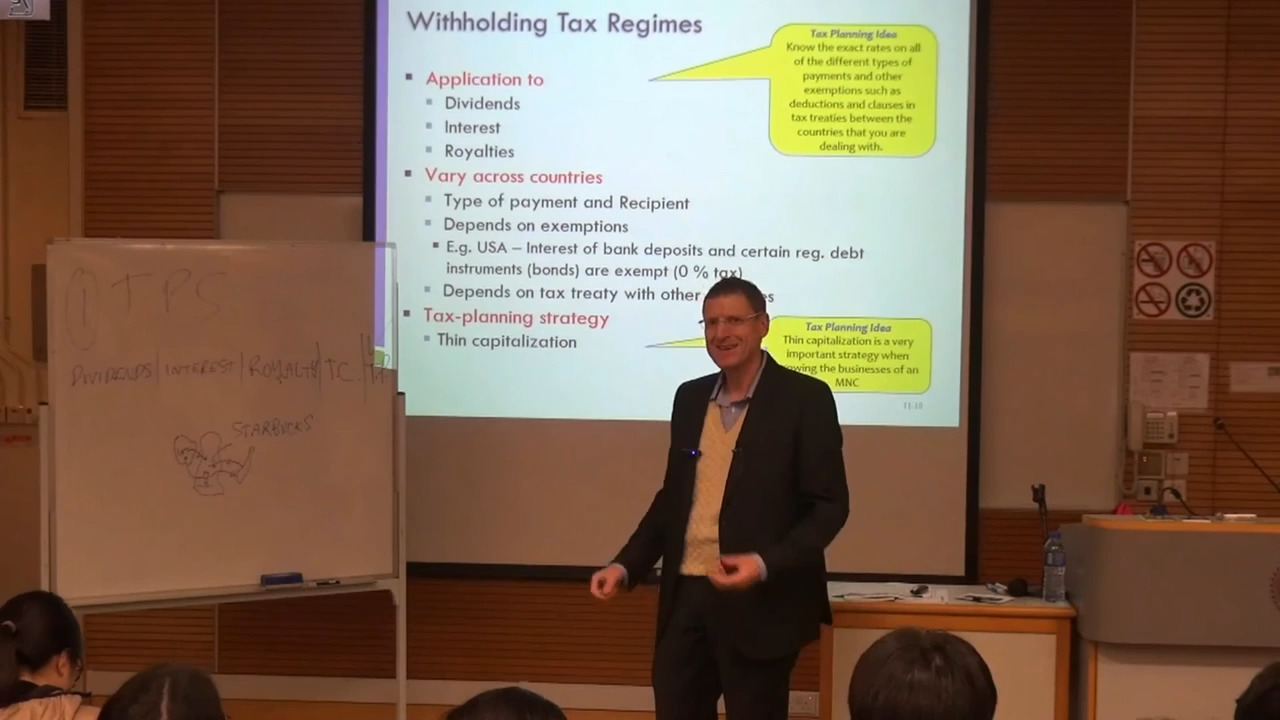 Withholding Tax Regimes
Application to
Dividends
Interest
Royalties
Vary across countries
Type of payment and Recipient
Depends on exemptions
E.g. USA – Interest of bank deposits and certain reg. debt
instruments (bonds) are exempt (0 % tax)
Depends on tax treaty with other
Tax-planning strategy
Thin capitalization
Tax Planning Idea
Know the exact rates on all
of the different types of
payments and other
exemptions such as
deductions and clauses in
tax treaties between the
countries that you are
dealing with.
Tax Planning Idea
Thin capitalization is a very
important strategy when
businesses of an
MNC
11-18
1 TPS
DIVIDENDS | INTEREST | ROYALTY | TC |
STARBUCKS